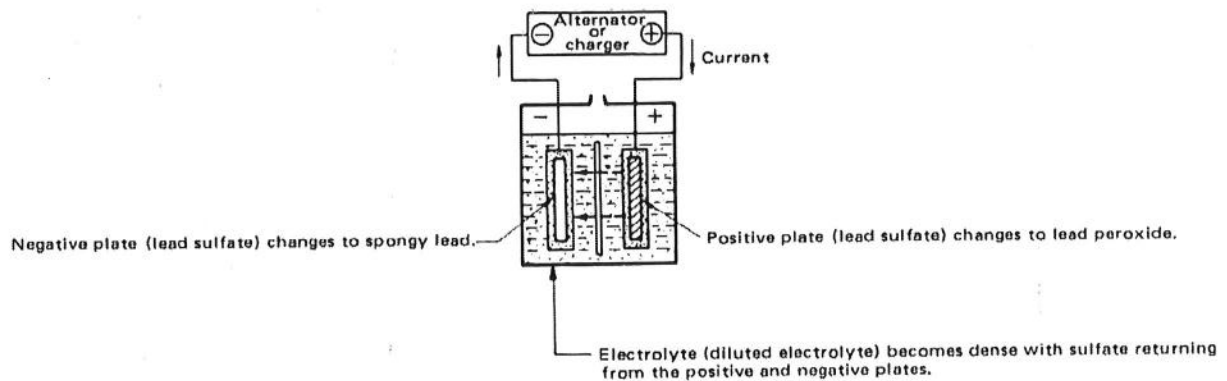 Alternator
or
charger
−
+
Current
−
+
Negative plate (lead sulfate) changes to spongy lead.
Positive plate (lead sulfate) changes to lead peroxide.
Electrolyte (diluted electrolyte) becomes dense with sulfate returning
from the positive and negative plates.